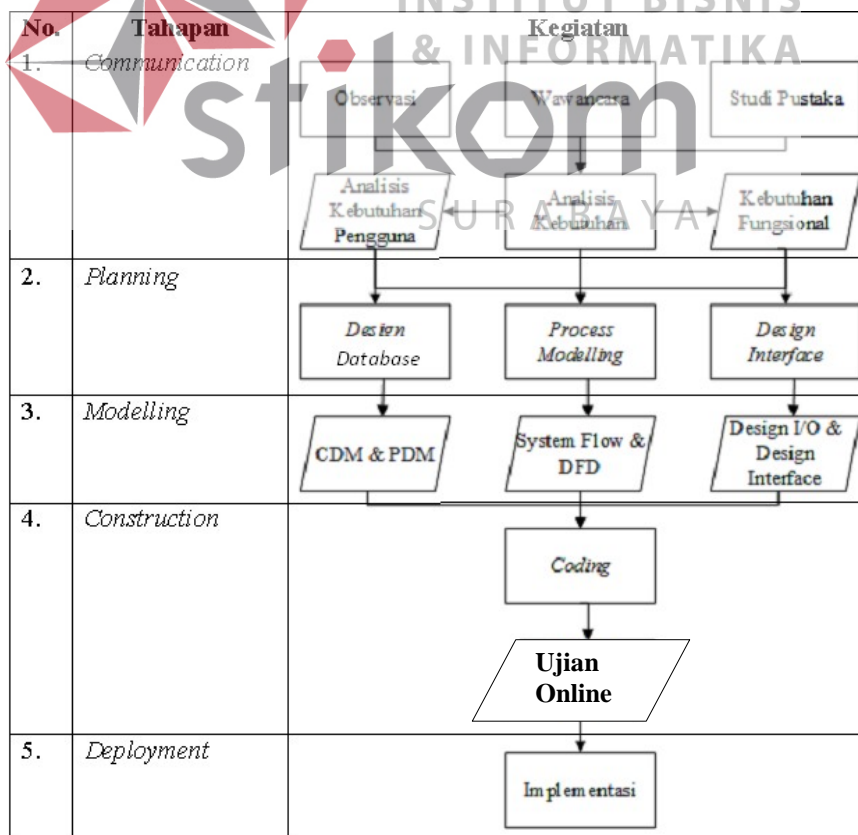 INSTITUT BISNIS
& INFORMATIKA
stikom
SURABAYA
No. Tahapan Kegiatan
1. Communication
Observasi Wawancara Studi Pustaka
Analisis
Kebutuhan
Pengguna
Analisis
Kebutuhan
Kebutuhan
Fungsional
2. Planning
Design
Database
Process
Modelling
Design
Interface
3. Modelling
CDM & PDM
System Flow &
DFD
Design I/O &
Design
Interface
4. Construction
Coding
Ujian
Online
5. Deployment
Implementasi